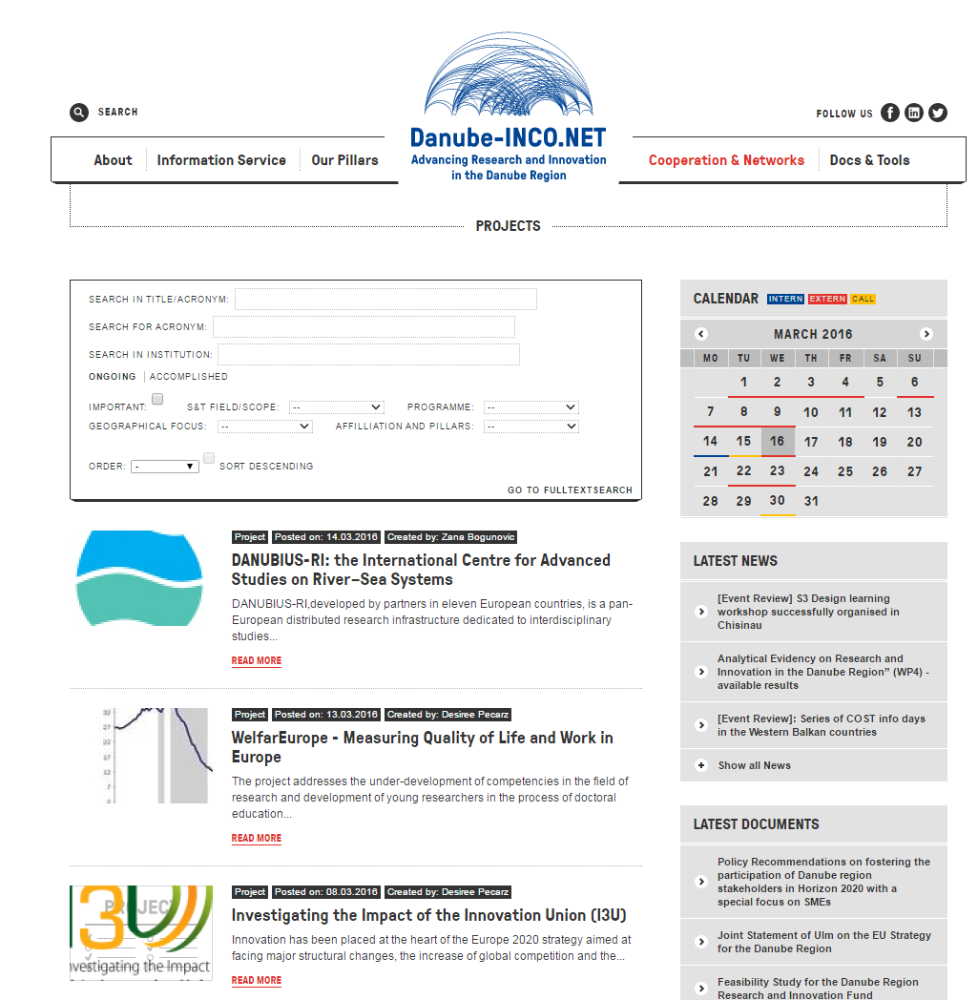 SEARCH
FOLLOW US
Danube-INCO.NET
Advancing Research and Innovation
in the Danube Region
About
Information Service
Our Pillars
Cooperation & Networks
Docs & Tools
PROJECTS
SEARCH IN TITLE/ACRONYM:
SEARCH FOR ACRONYM:
SEARCH IN INSTITUTION:
ONGOING | ACCOMPLISHED
IMPORTANT: S&T FIELD/SCOPE: -- PROGRAMME: --
GEOGRAPHICAL FOCUS: -- AFFILLIATION AND PILLARS: --
ORDER: - SORT DESCENDING
GO TO FULLTEXTSEARCH
Project Posted on: 14.03.2016 Created by: Zana Bogunovic
DANUBIUS-RI: the International Centre for Advanced
Studies on River–Sea Systems
DANUBIUS-RI,developed by partners in eleven European countries, is a pan-
European distributed research infrastructure dedicated to interdisciplinary
studies...
READ MORE
32
27
22
17
12
7
2
Project Posted on: 13.03.2016 Created by: Desiree Pecarz
WelfarEurope - Measuring Quality of Life and Work in
Europe
The project addresses the under-development of competencies in the field of
research and development of young researchers in the process of doctoral
education...
READ MORE
PROJECT
3U
nvestigating the Impact
Project Posted on: 08.03.2016 Created by: Desiree Pecarz
Investigating the Impact of the Innovation Union (I3U)
Innovation has been placed at the heart of the Europe 2020 strategy aimed at
facing major structural changes, the increase of global competition and the...
READ MORE
CALENDAR INTERN EXTERN CALL
MARCH 2016
MO TU WE TH FR SA SU
1 2 3 4 5 6
7 8 9 10 11 12 13
14 15 16 17 18 19 20
21 22 23 24 25 26 27
28 29 30 31
LATEST NEWS
[Event Review] S3 Design learning
workshop successfully organised in
Chisinau
Analytical Evidency on Research and
Innovation in the Danube Region” (WP4) -
available results
[Event Review]: Series of COST info days
in the Western Balkan countries
Show all News
LATEST DOCUMENTS
Policy Recommendations on fostering the
participation of Danube region
stakeholders in Horizon 2020 with a
special focus on SMEs
Joint Statement of Ulm on the EU Strategy
for the Danube Region
Feasibility Study for the Danube Region
Research and Innovation Fund